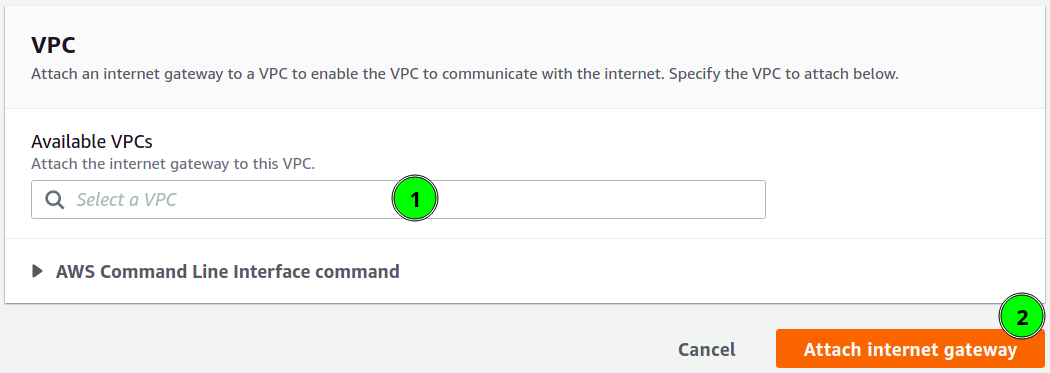 VPC
Attach an internet gateway to a VPC to enable the VPC to communicate with the internet. Specify the VPC to attach below.
Available VPCs
Attach the internet gateway to this VPC.
Select a VPC
1
AWS Command Line Interface command
2
Cancel
Attach internet gateway